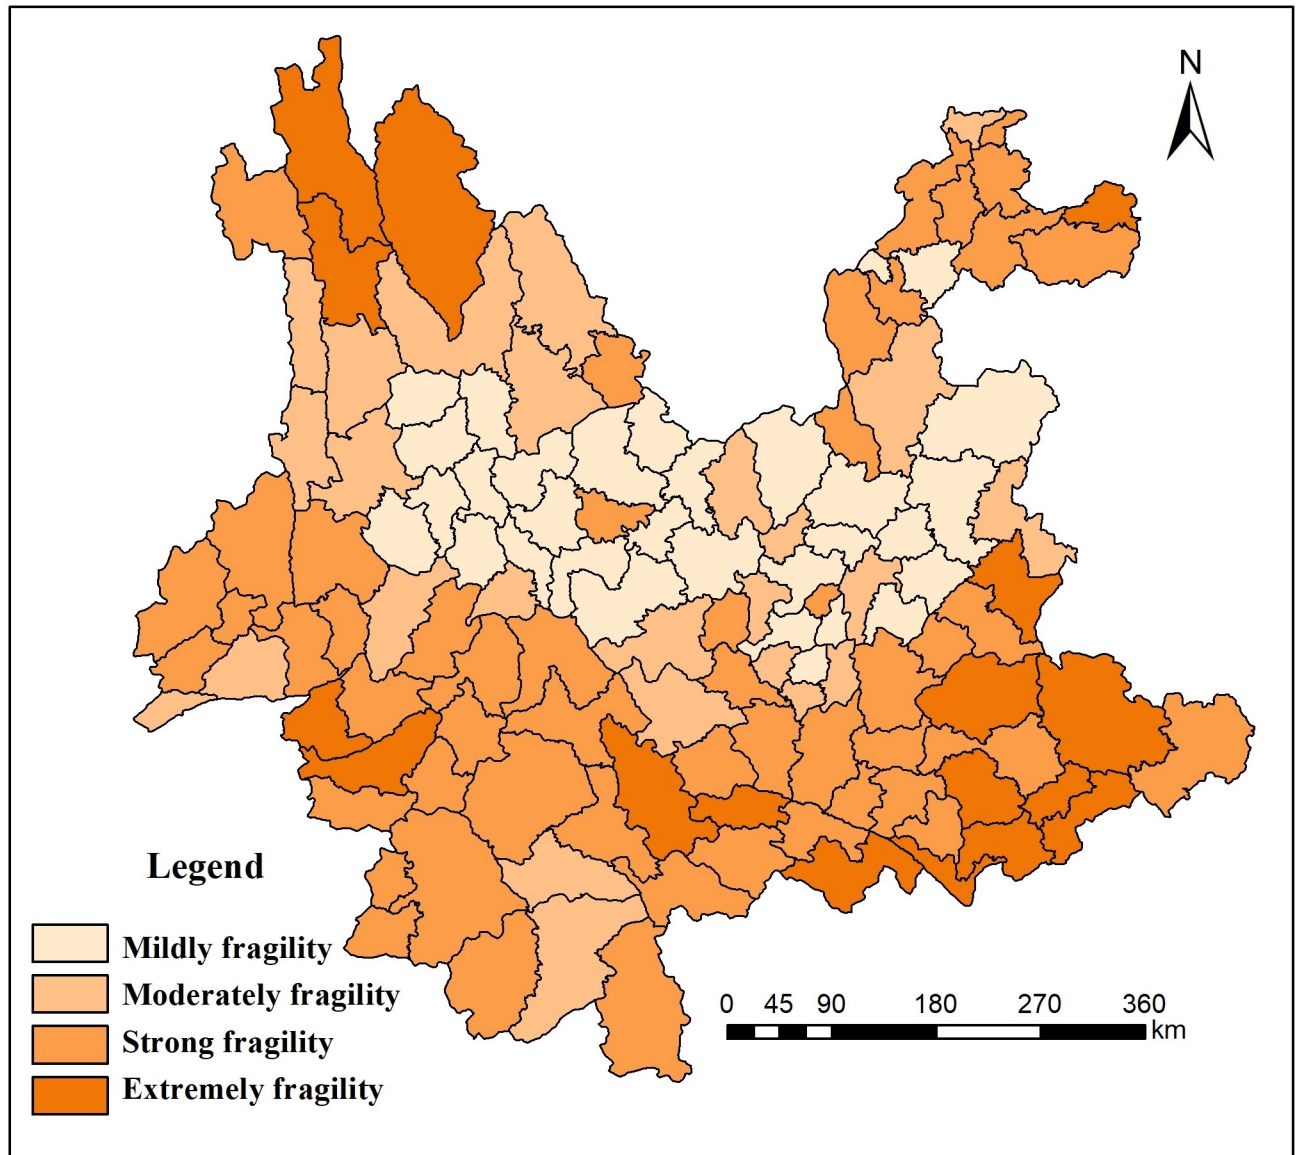 N
Legend
Mildly fragility
Moderately fragility
Strong fragility
Extremely fragility
0 45 90 180 270 360
km